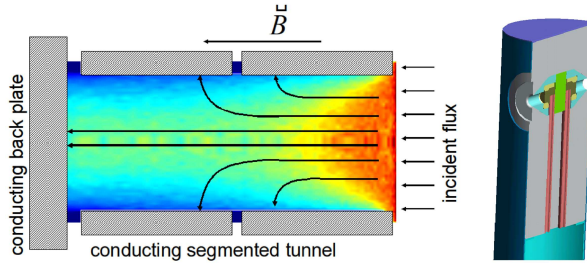 B
conducting back plate
incident flux
conducting segmented tunnel